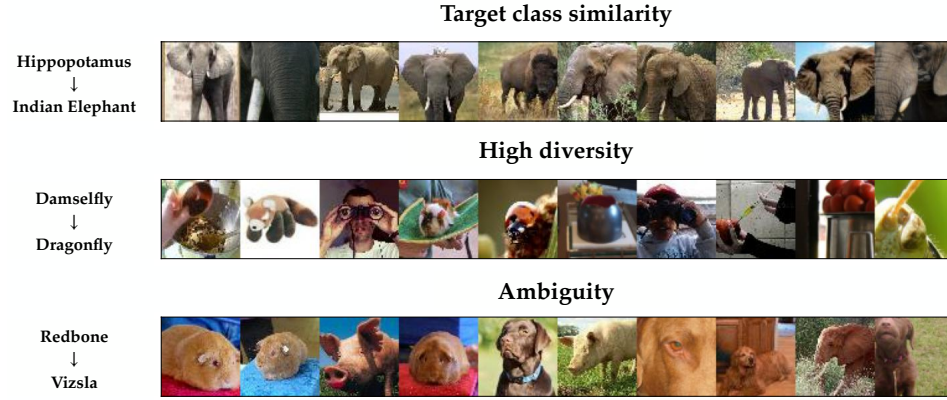 Target class similarity
Hippopotamus
↓
Indian Elephant
High diversity
Damselfly
↓
Dragonfly
Ambiguity
Redbone
↓
Vizsla